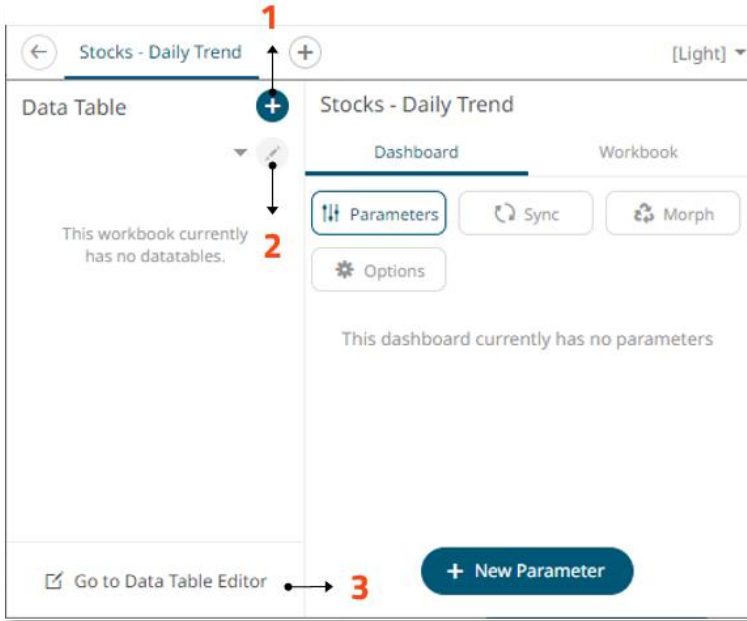 1
Stocks - Daily Trend
[Light]
Data Table
Stocks - Daily Trend
Dashboard
Workbook
Parameters
Sync
Morph
This workbook currently
has no datatables.
2
Options
This dashboard currently has no parameters
Go to Data Table Editor
3
New Parameter